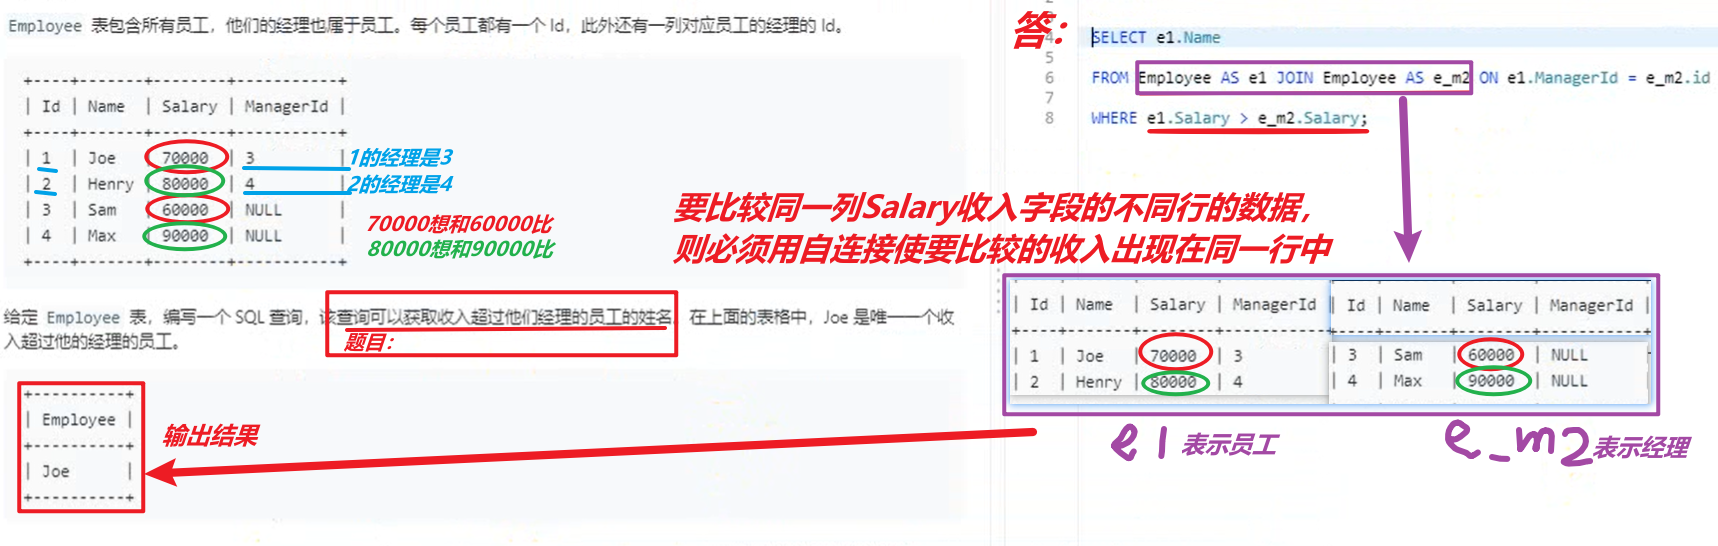 Employee 表包含所有员工，他们的经理也属于员工。每个员工都有一个 Id，此外还有一列对应员工的经理的 Id。
+----+-------+--------+-----------+
| Id | Name  | Salary | ManagerId |
+----+-------+--------+-----------+
| 1  | Joe   | 70000  | 3         |
1的经理是3
| 2  | Henry | 80000  | 4         |
2的经理是4
| 3  | Sam   | 60000  | NULL      |
70000想和60000比
| 4  | Max   | 90000  | NULL      |
80000想和90000比
+----+-------+--------+-----------+
给定 Employee 表，编写一个 SQL 查询，该查询可以获取收入超过他们经理的员工的姓名。在上面的表格中，Joe 是唯一一个收
入超过他的经理的员工。
题目：
+----------+
| Employee |
+----------+
| Joe      |
+----------+
输出结果
答：
4
SELECT e1.Name
5
6
FROM Employee AS e1 JOIN Employee AS e_m2 ON e1.ManagerId = e_m2.id
7
8
WHERE e1.Salary > e_m2.Salary;
要比较同一列Salary收入字段的不同行的数据，
则必须用自连接使要比较的收入出现在同一行中
| Id | Name  | Salary | ManagerId | Id | Name  | Salary | ManagerId |
| 1  | Joe   | 70000  | 3 | 3  | Sam   | 60000  | NULL
| 2  | Henry | 80000  | 4 | 4  | Max   | 90000  | NULL
e1 表示员工
e_m2 表示经理